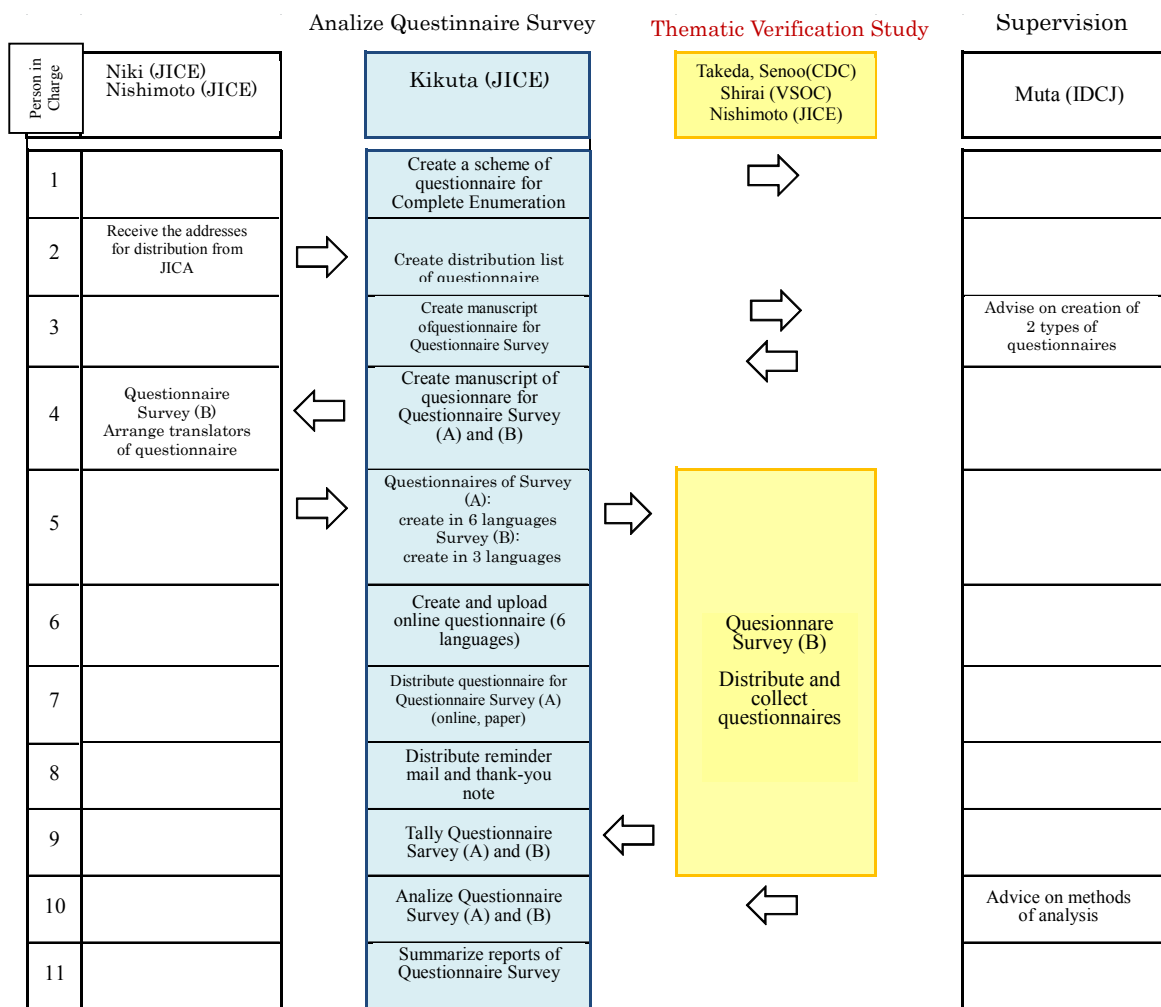 Analize Questinnaire Survey
Thematic Verification Study
Supervision
Person in
Charge
Niki (JICE)
Nishimoto (JICE)
Kikuta (JICE)
Takeda, Senoo(CDC)
Shirai (VSOC)
Nishimoto (JICE)
Muta (IDCJ)
1
Create a scheme of
questionnaire for
Complete Enumeration
2
Receive the addresses
for distribution from
JICA
Create distribution list
of questionnaire
3
Create manuscript
ofquestionnaire for
Questionnaire Survey
Advise on creation of
2 types of
questionnaires
4
Questionnaire
Survey (B)
Arrange translators
of questionnaire
Create manuscript of
quesionnare for
Questionnaire Survey
(A) and (B)
5
Questionnaires of Survey
(A):
create in 6 languages
Survey (B):
create in 3 languages
6
Create and upload
online questionnaire (6
languages)
Quesionnare
Survey (B)
Distribute and
collect
questionnaires
7
Distribute questionnaire for
Questionnaire Survey (A)
(online, paper)
8
Distribute reminder
mail and thank-you
note
9
Tally Questionnaire
Sarvey (A) and (B)
10
Analize Questionnaire
Survey (A) and (B)
Advice on methods
of analysis
11
Summarize reports of
Questionnaire Survey